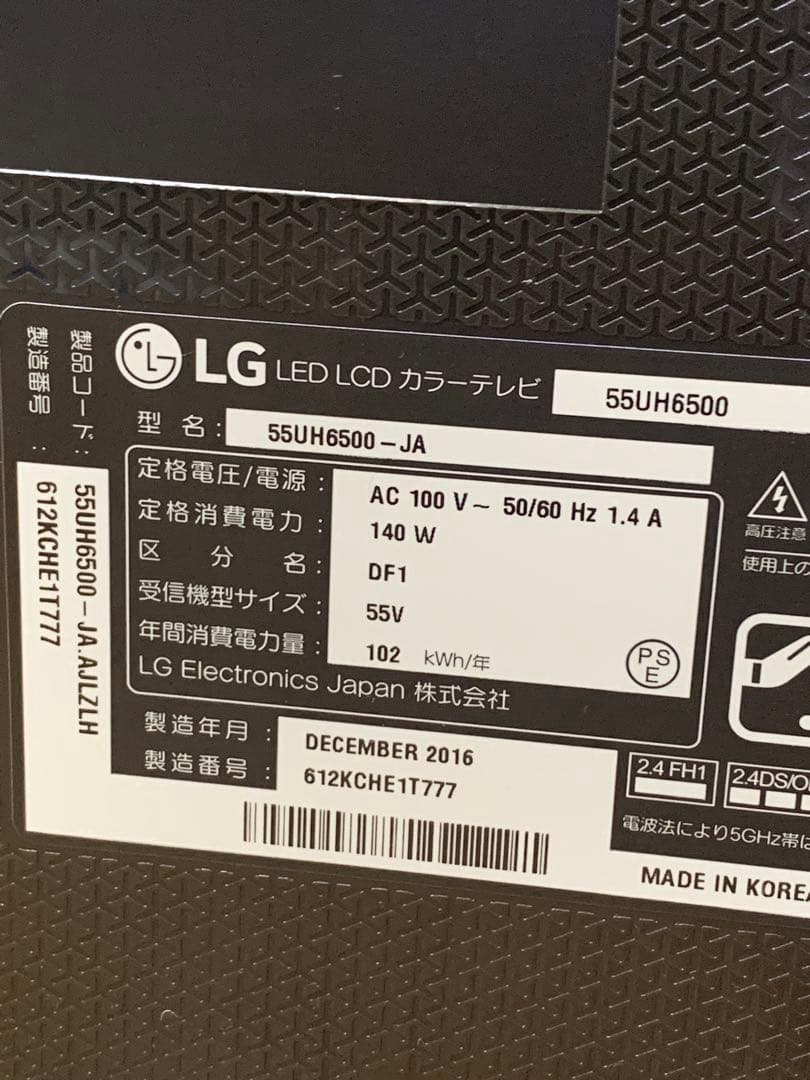 LG LED LCD カラーテレビ 55UH6500
型 名 : 55UH6500-JA
定格電圧/電源 : AC 100 V~ 50/60 Hz 1.4 A
定格消費電力 : 140 W
区 分 名 : DF1
受信機型サイズ : 55V
年間消費電力量 : 102 kWh/年
PS
E
LG Electronics Japan 株式会社
製造年月 : DECEMBER 2016
製造番号 : 612KCHE1T777
製品コード : 55UH6500-JA.AJLZLH
製造番号 : 612KCHE1T777
高圧注意
使用上の
2.4 FH1
2.4DS/O
電波法により5GHz帯は
MADE IN KOREA